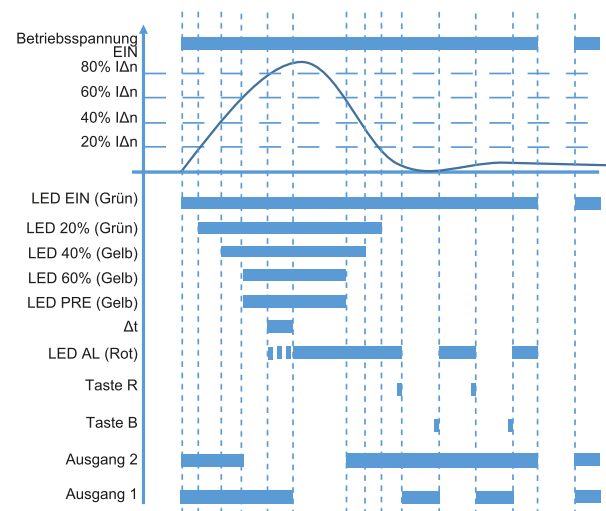 Betriebsspannung
EIN
80% IΔn
60% IΔn
40% IΔn
20% IΔn
LED EIN (Grün)
LED 20% (Grün)
LED 40% (Gelb)
LED 60% (Gelb)
LED PRE (Gelb)
Δt
LED AL (Rot)
Taste R
Taste B
Ausgang 2
Ausgang 1